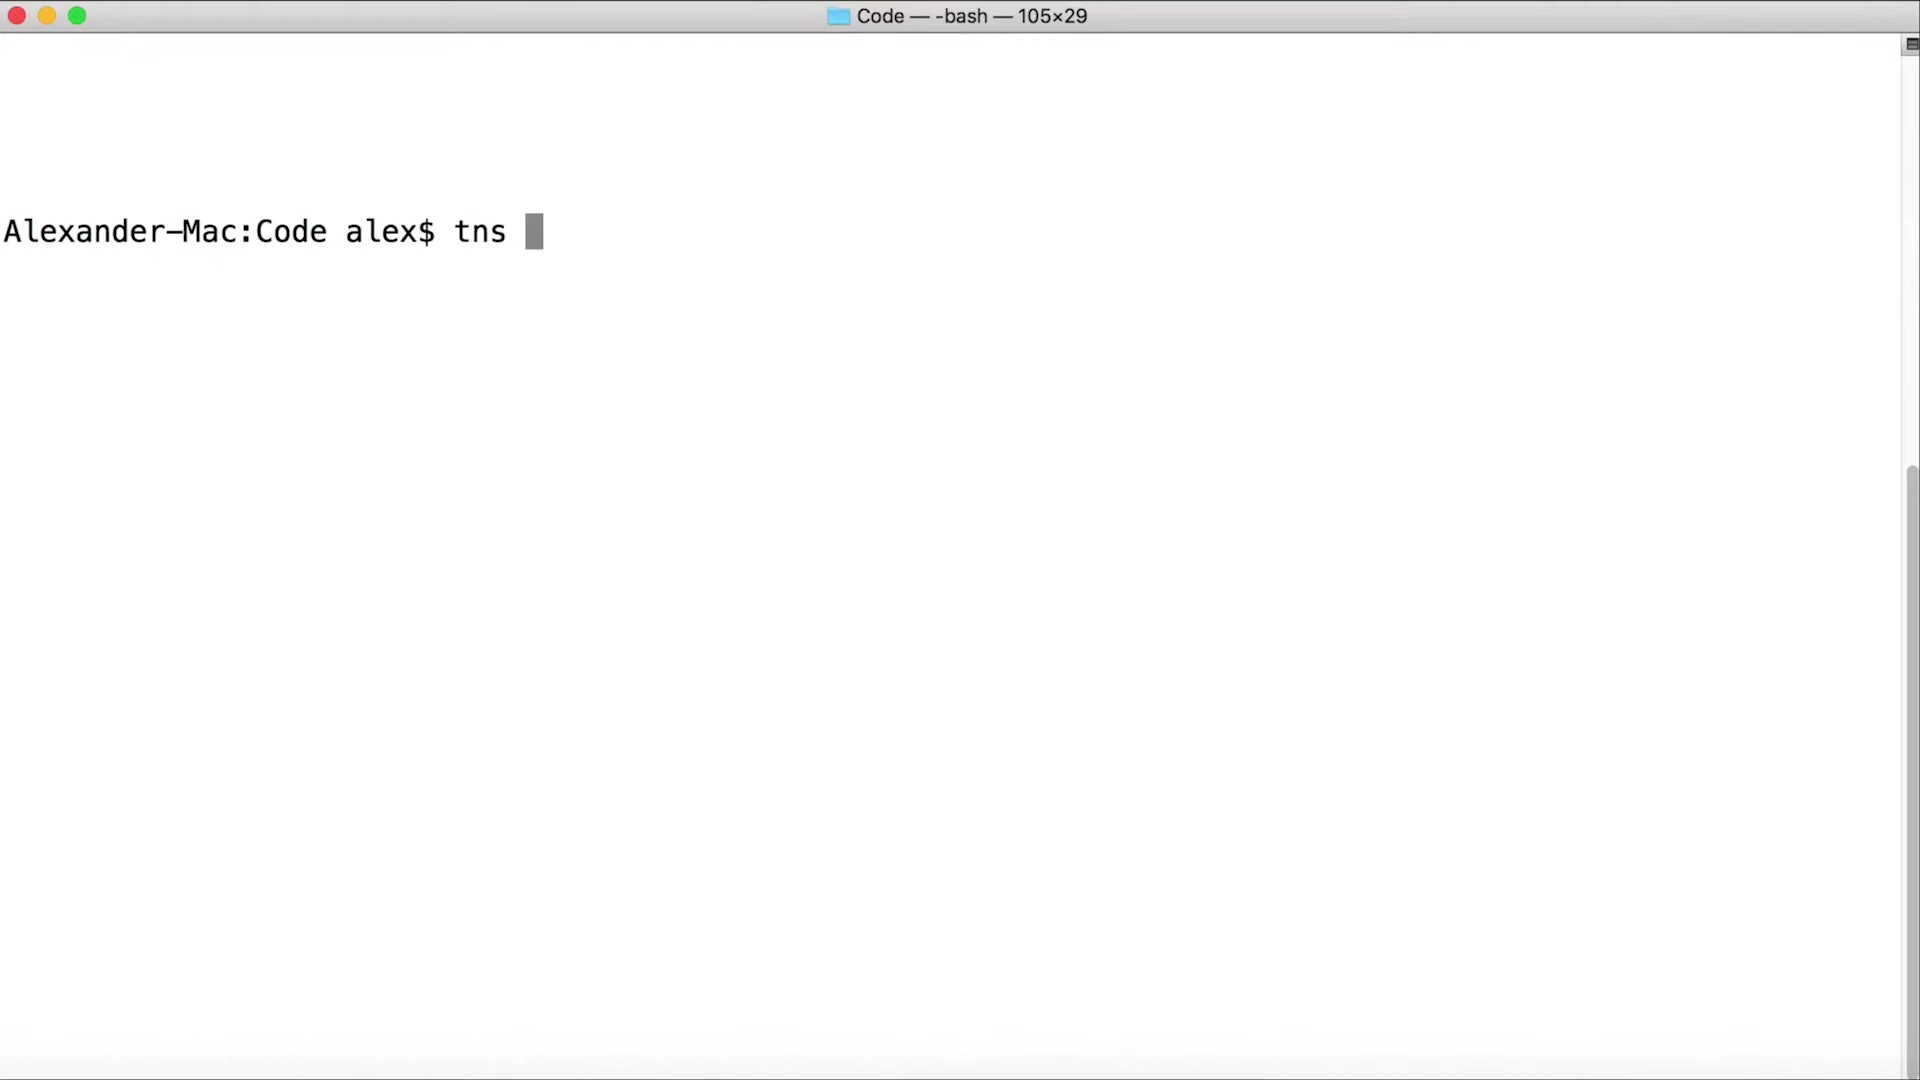 Code — -bash — 105×29
Alexander-Mac:Code alex$ tns